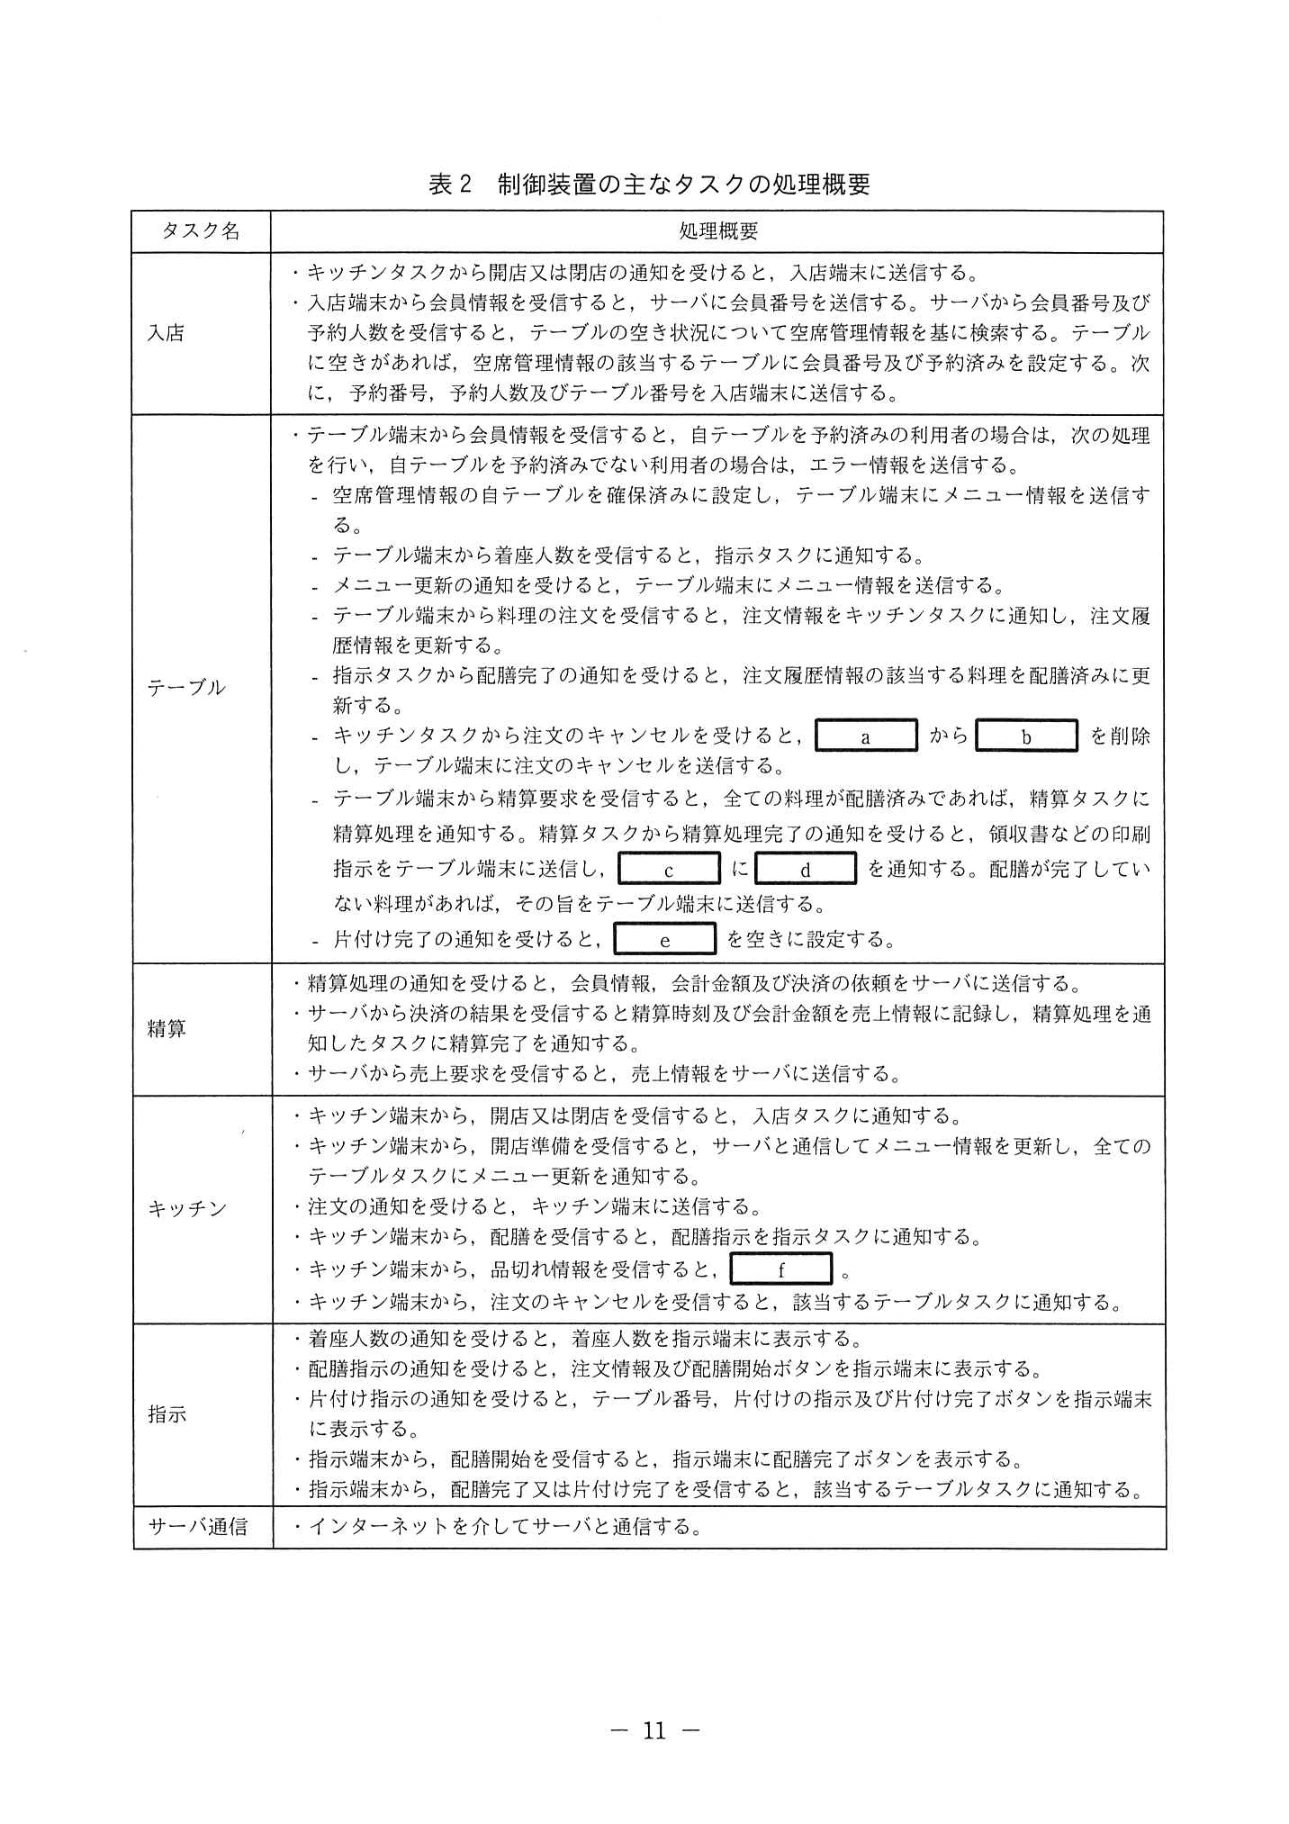 表2　制御装置の主なタスクの処理概要
タスク名
処理概要
入店
・キッチンタスクから開店又は閉店の通知を受けると，入店端末に送信する。
・入店端末から会員情報を受信すると，サーバに会員番号を送信する。サーバから会員番号及び
予約人数を受信すると，テーブルの空き状況について空席管理情報を基に検索する。テーブル
に空きがあれば，空席管理情報の該当するテーブルに会員番号及び予約済みを設定する。次
に，予約番号，予約人数及びテーブル番号を入店端末に送信する。
テーブル
・テーブル端末から会員情報を受信すると，自テーブルを予約済みの利用者の場合は，次の処理
を行い，自テーブルを予約済みでない利用者の場合は，エラー情報を送信する。
- 空席管理情報の自テーブルを確保済みに設定し，テーブル端末にメニュー情報を送信す
る。
- テーブル端末から着座人数を受信すると，指示タスクに通知する。
- メニュー更新の通知を受けると，テーブル端末にメニュー情報を送信する。
- テーブル端末から料理の注文を受信すると，注文情報をキッチンタスクに通知し，注文履
歴情報を更新する。
- 指示タスクから配膳完了の通知を受けると，注文履歴情報の該当する料理を配膳済みに更
新する。
- キッチンタスクから注文のキャンセルを受けると， a から b を削除
し，テーブル端末に注文のキャンセルを送信する。
- テーブル端末から精算要求を受信すると，全ての料理が配膳済みであれば，精算タスクに
精算処理を通知する。精算タスクから精算処理完了の通知を受けると，領収書などの印刷
指示をテーブル端末に送信し， c に d を通知する。配膳が完了してい
ない料理があれば，その旨をテーブル端末に送信する。
- 片付け完了の通知を受けると， e を空きに設定する。
精算
・精算処理の通知を受けると，会員情報，会計金額及び決済の依頼をサーバに送信する。
・サーバから決済の結果を受信すると精算時刻及び会計金額を売上情報に記録し，精算処理を通
知したタスクに精算完了を通知する。
・サーバから売上要求を受信すると，売上情報をサーバに送信する。
キッチン
・キッチン端末から，開店又は閉店を受信すると，入店タスクに通知する。
・キッチン端末から，開店準備を受信すると，サーバと通信してメニュー情報を更新し，全ての
テーブルタスクにメニュー更新を通知する。
・注文の通知を受けると，キッチン端末に送信する。
・キッチン端末から，配膳を受信すると，配膳指示を指示タスクに通知する。
・キッチン端末から，品切れ情報を受信すると， f 。
・キッチン端末から，注文のキャンセルを受信すると，該当するテーブルタスクに通知する。
指示
・着座人数の通知を受けると，着座人数を指示端末に表示する。
・配膳指示の通知を受けると，注文情報及び配膳開始ボタンを指示端末に表示する。
・片付け指示の通知を受けると，テーブル番号，片付けの指示及び片付け完了ボタンを指示端末
に表示する。
・指示端末から，配膳開始を受信すると，指示端末に配膳完了ボタンを表示する。
・指示端末から，配膳完了又は片付け完了を受信すると，該当するテーブルタスクに通知する。
サーバ通信
・インターネットを介してサーバと通信する。
－ 11 －